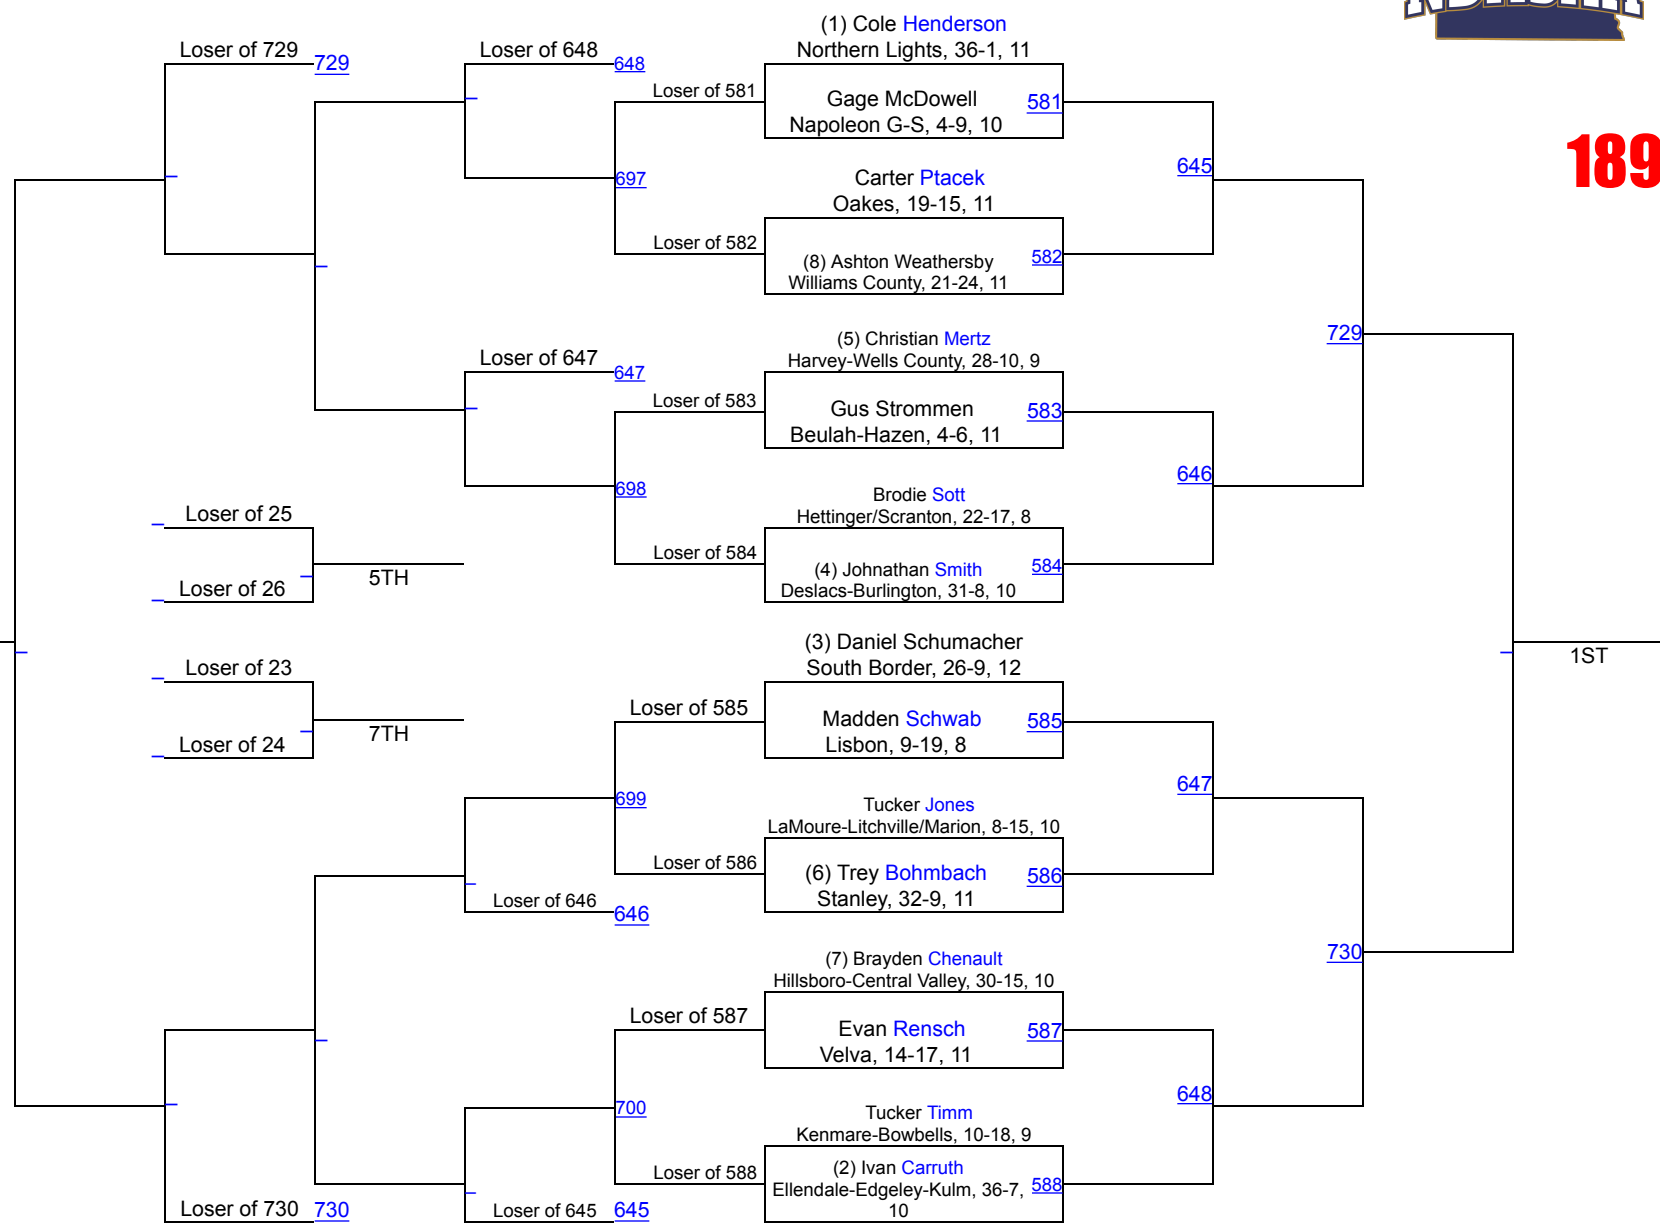 NDHSAA
189
(1) Cole Henderson
Northern Lights, 36-1, 11
Gage McDowell
Napoleon G-S, 4-9, 10
581
Carter Ptacek
Oakes, 19-15, 11
(8) Ashton Weathersby
Williams County, 21-24, 11
582
(5) Christian Mertz
Harvey-Wells County, 28-10, 9
Gus Strommen
Beulah-Hazen, 4-6, 11
583
Brodie Sott
Hettinger/Scranton, 22-17, 8
(4) Johnathan Smith
Deslacs-Burlington, 31-8, 10
584
(3) Daniel Schumacher
South Border, 26-9, 12
Madden Schwab
Lisbon, 9-19, 8
585
Tucker Jones
LaMoure-Litchville/Marion, 8-15, 10
(6) Trey Bohmbach
Stanley, 32-9, 11
586
(7) Brayden Chenault
Hillsboro-Central Valley, 30-15, 10
Evan Rensch
Velva, 14-17, 11
587
Tucker Timm
Kenmare-Bowbells, 10-18, 9
(2) Ivan Carruth
Ellendale-Edgeley-Kulm, 36-7,
10
588
645
646
647
648
729
730
1ST
Loser of 581
Loser of 582
697
Loser of 583
Loser of 584
698
Loser of 585
Loser of 586
699
Loser of 587
Loser of 588
700
Loser of 648
648
Loser of 647
647
Loser of 646
646
Loser of 645
645
Loser of 729
729
Loser of 730
730
Loser of 25
Loser of 26
5TH
Loser of 23
Loser of 24
7TH